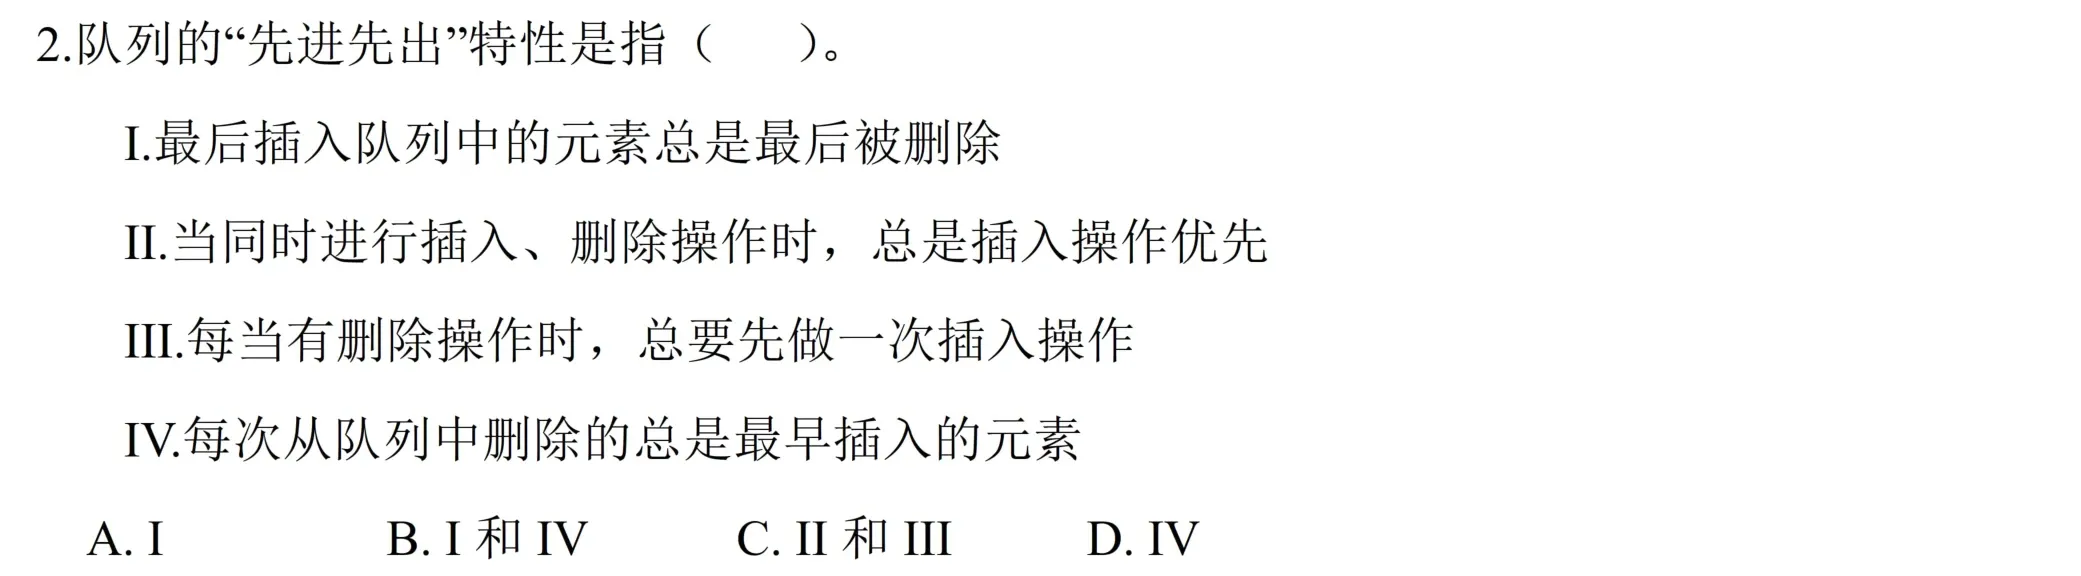 2.队列的“先进先出”特性是指（　　）。
I.最后插入队列中的元素总是最后被删除
II.当同时进行插入、删除操作时，总是插入操作优先
III.每当有删除操作时，总要先做一次插入操作
IV.每次从队列中删除的总是最早插入的元素
A. I B. I 和 IV C. II 和 III D. IV